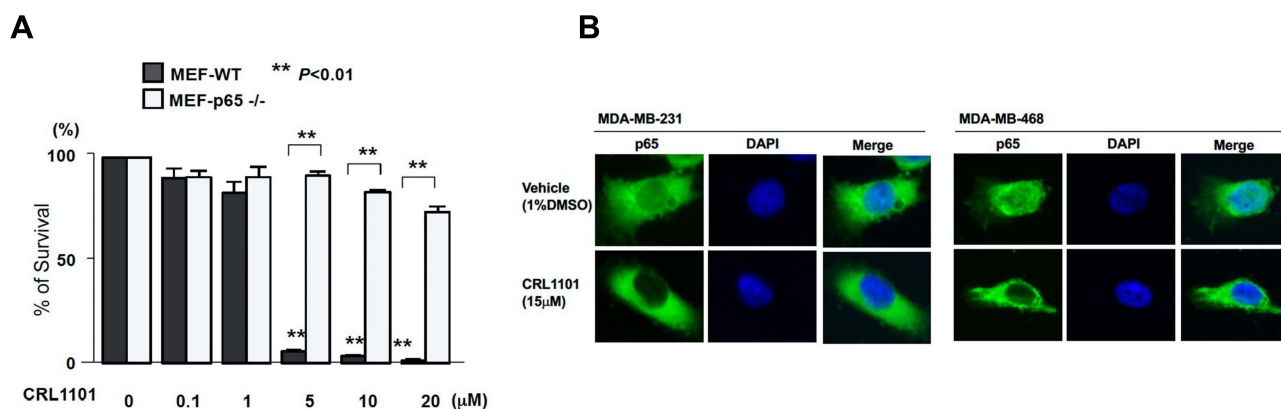 A
MEF-WT ** P<0.01
MEF-p65 -/-
(%)
** ** **
100
50
0
% of Survival
** ** **
CRL1101 0 0.1 1 5 10 20 (μM)
B
MDA-MB-231 MDA-MB-468
p65 DAPI Merge p65 DAPI Merge
Vehicle
(1%DMSO)
CRL1101
(15μM)